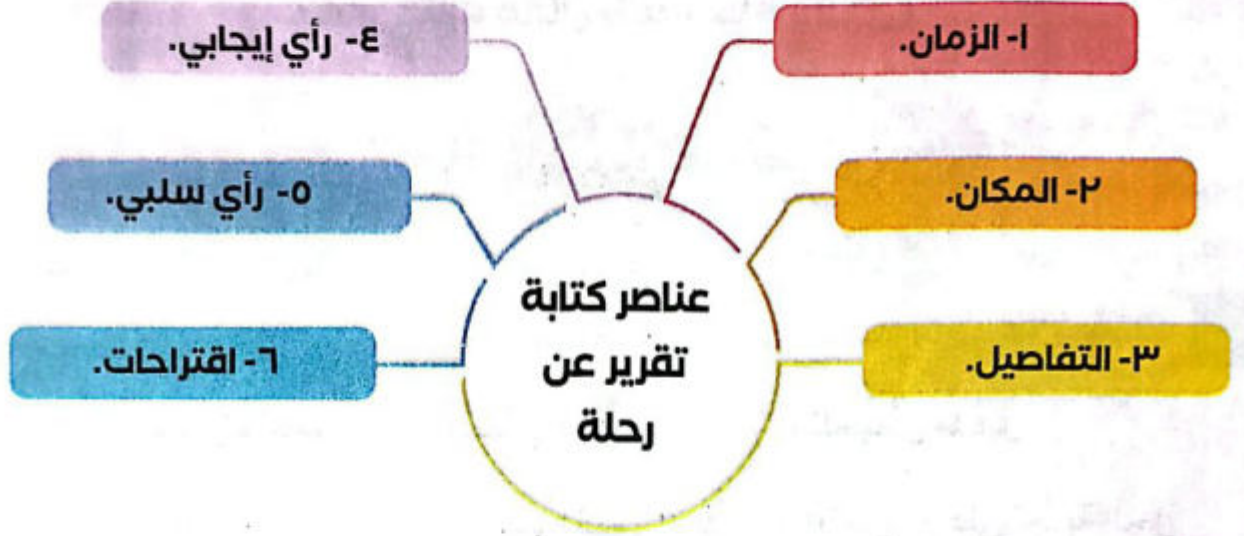 ١- الزمان.
٢- المكان.
٣- التفاصيل.
٤- رأي إيجابي.
٥- رأي سلبي.
٦- اقتراحات.
عناصر كتابة
تقرير عن
رحلة